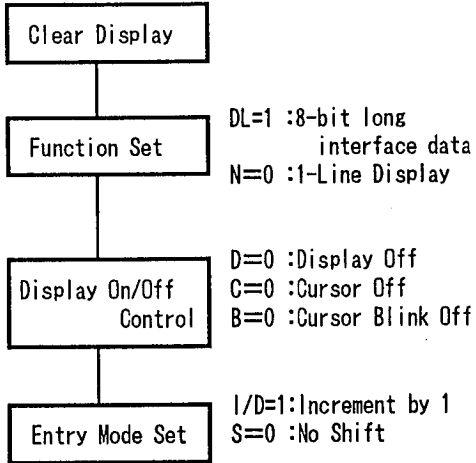 Clear Display
Function Set
DL=1 :8-bit long
interface data
N=0 :1-Line Display
Display On/Off
Control
D=0 :Display Off
C=0 :Cursor Off
B=0 :Cursor Blink Off
Entry Mode Set
I/D=1:Increment by 1
S=0 :No Shift